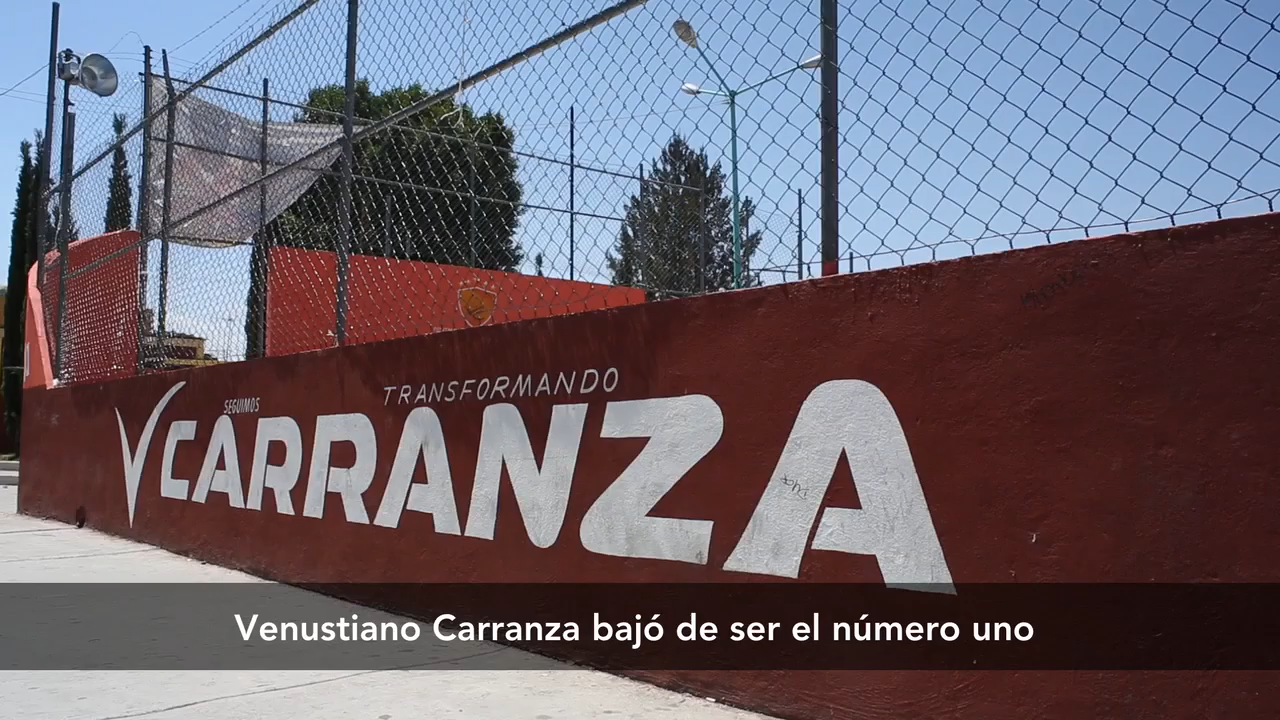 SEGUIMOS
TRANSFORMANDO
VCARRANZA
Venustiano Carranza bajó de ser el número uno